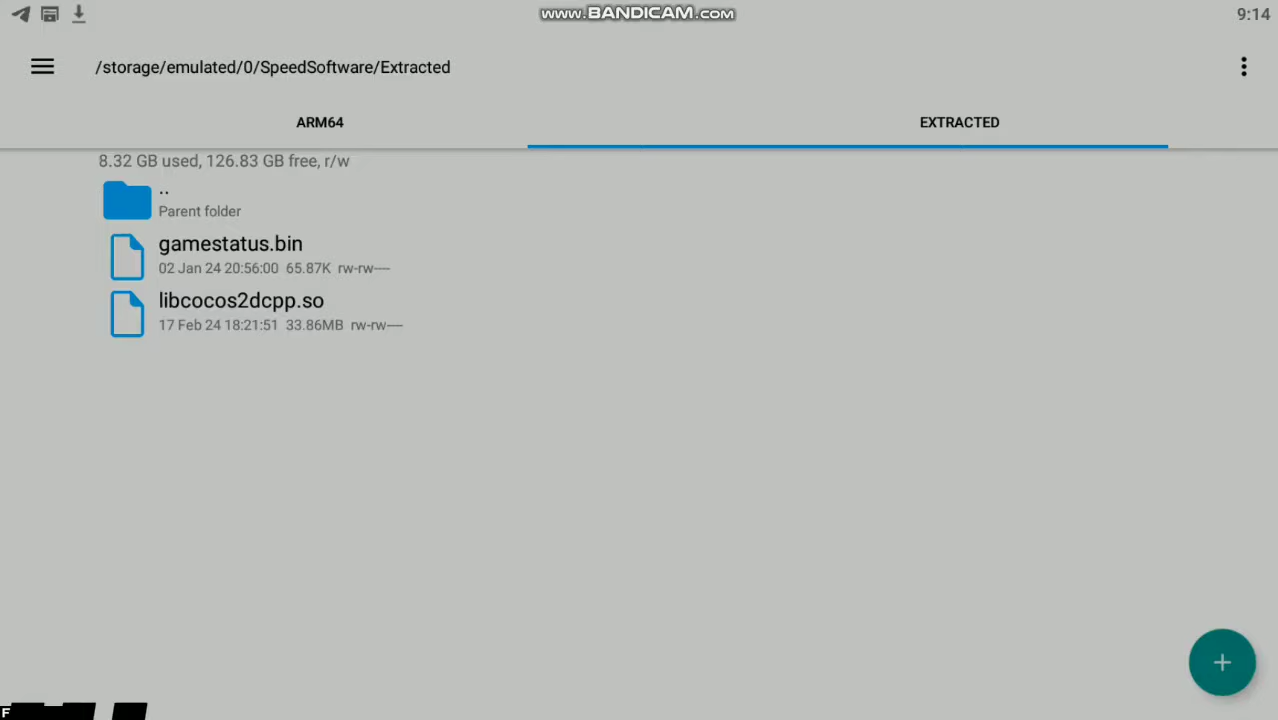 www.BANDICAM.com
9:14
/storage/emulated/0/SpeedSoftware/Extracted
ARM64
EXTRACTED
8.32 GB used, 126.83 GB free, r/w
..
Parent folder
gamestatus.bin
02 Jan 24 20:56:00 65.87K rw-rw----
libcocos2dcpp.so
17 Feb 24 18:21:51 33.86MB rw-rw----
F